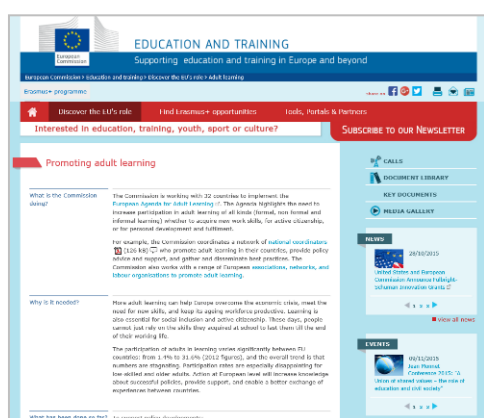 European
Commission
EDUCATION AND TRAINING
Supporting education and training in Europe and beyond
European Commission > Education and training > Discover the EU's role > Adult learning
Erasmus+ programme
Discover the EU's role
Find Erasmus+ opportunities
Tools, Portals & Partners
Interested in education, training, youth, sport or culture?
SUBSCRIBE TO OUR NEWSLETTER
Promoting adult learning
What is the Commission
doing?
The Commission is working with 32 countries to implement the
European Agenda for Adult Learning. The Agenda highlights the need to
increase participation in adult learning of all kinds (formal, non formal and
informal learning) whether to acquire new work skills, for active citizenship,
or for personal development and fulfilment.
For example, the Commission coordinates a network of national coordinators
[126 kB] who promote adult learning in their countries, provide policy
advice and support, and gather and disseminate best practices. The
Commission also works with a range of European associations, networks, and
labour organisations to promote adult learning.
Why is it needed?
More adult learning can help Europe overcome the economic crisis, meet the
need for new skills, and keep its ageing workforce productive. Learning is
also essential for social inclusion and active citizenship. These days, people
cannot just rely on the skills they acquired at school to last them till the end
of their working life.
The participation of adults in learning varies significantly between EU
countries: from 1.4% to 31.6% (2012 figures), and the overall trend is that
numbers are stagnating. Participation rates are especially disappointing for
low skilled and older adults. Action at European level will increase knowledge
about successful policies, provide support, and enable a better exchange of
experiences between countries.
CALLS
DOCUMENT LIBRARY
KEY DOCUMENTS
MEDIA GALLERY
NEWS
28/10/2015
United States and European
Commission Announce Fulbright-
Schuman Innovation Grants
1 2 3
view all news
EVENTS
09/11/2015
Jean Monnet
Conference 2015: "A
Union of shared values – the role of
education and civil society"
1 2 3